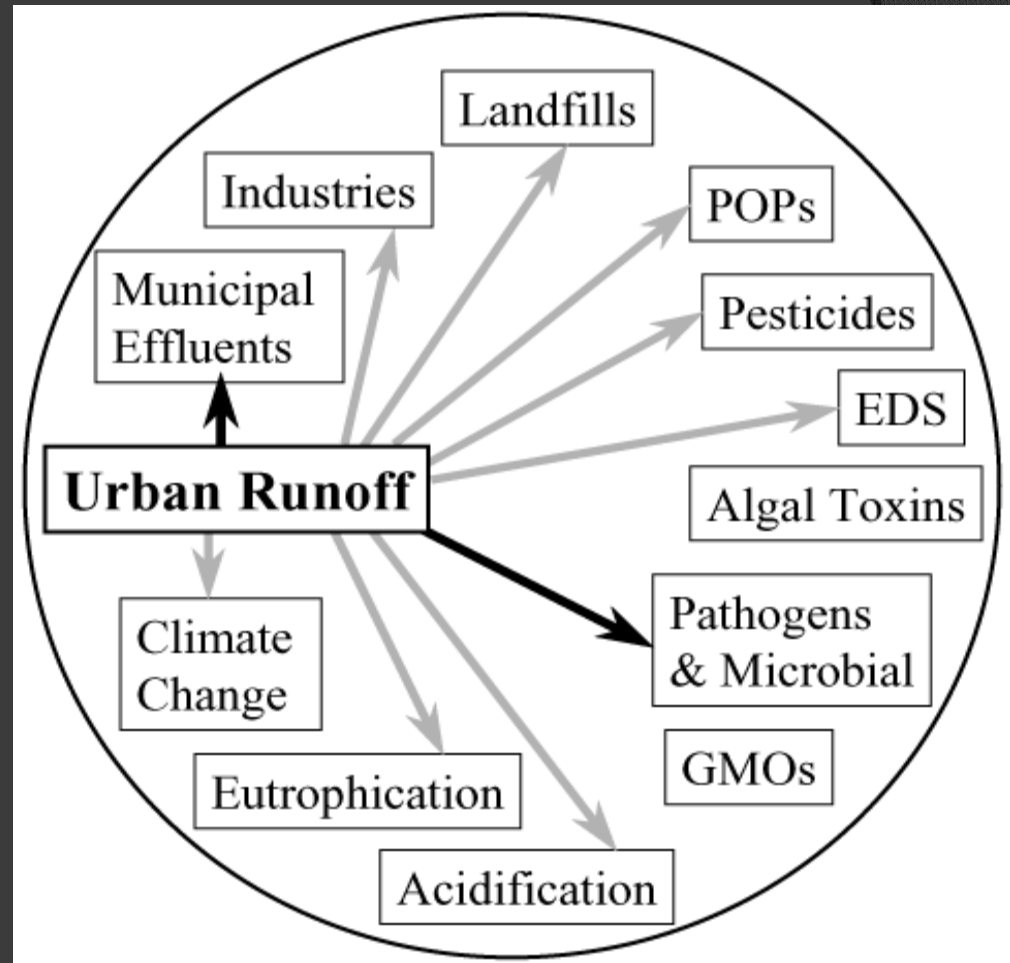 Landfills
Industries
POPs
Municipal
Effluents
Pesticides
EDS
Urban Runoff
Algal Toxins
Climate
Change
Pathogens
& Microbial
GMOs
Eutrophication
Acidification